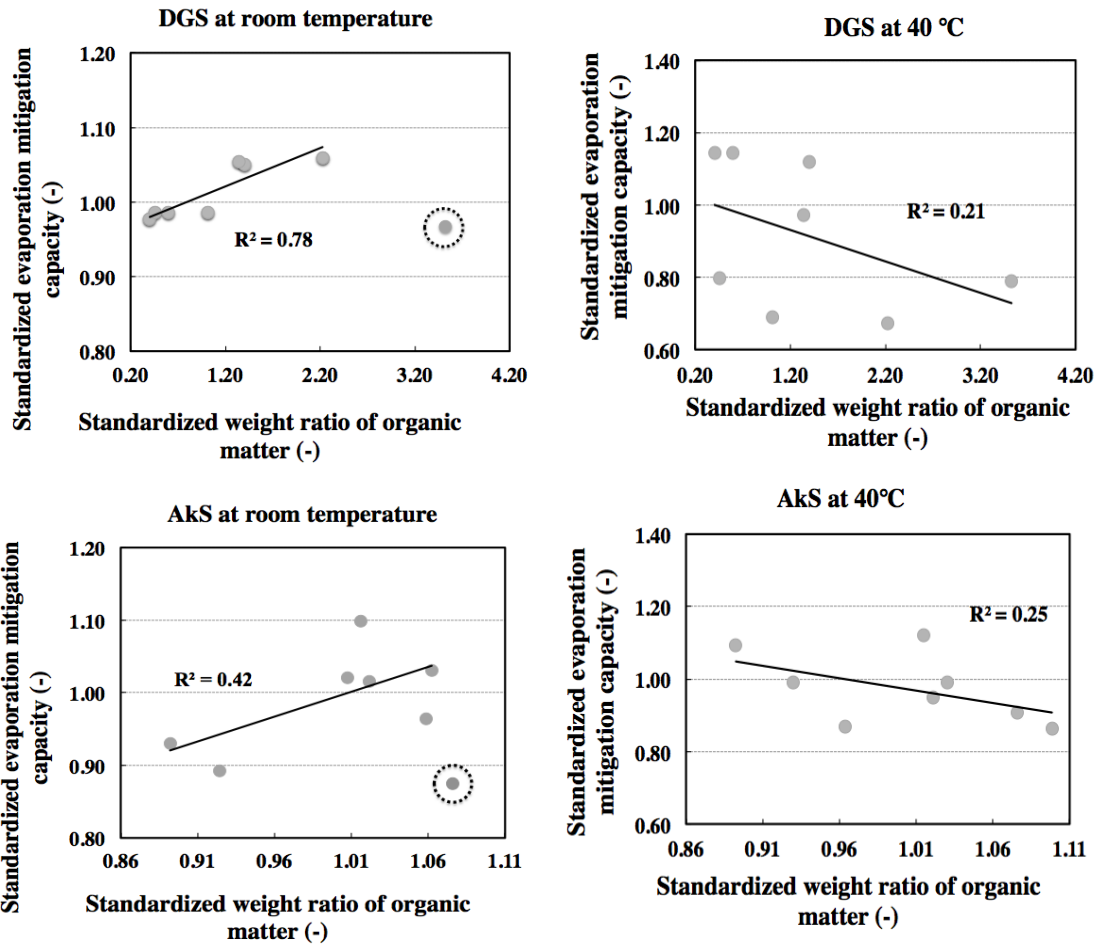 DGS at room temperature
Standardized evaporation mitigation
capacity (-)
1.20
1.10
1.00
0.90
0.80
R² = 0.78
0.20 1.20 2.20 3.20 4.20
Standardized weight ratio of organic
matter (-)
DGS at 40 ℃
Standardized evaporation
mitigation capacity (-)
1.40
1.20
1.00
0.80
0.60
R² = 0.21
0.20 1.20 2.20 3.20 4.20
Standardized weight ratio of organic
matter (-)
AkS at room temperature
Standardized evaporation mitigation
capacity (-)
1.20
1.10
1.00
0.90
0.80
R² = 0.42
0.86 0.91 0.96 1.01 1.06 1.11
Standardized weight ratio of organic
matter (-)
AkS at 40℃
Standardized evaporation
mitigation capacity (-)
1.40
1.20
1.00
0.80
0.60
R² = 0.25
0.86 0.91 0.96 1.01 1.06 1.11
Standardized weight ratio of organic
matter (-)